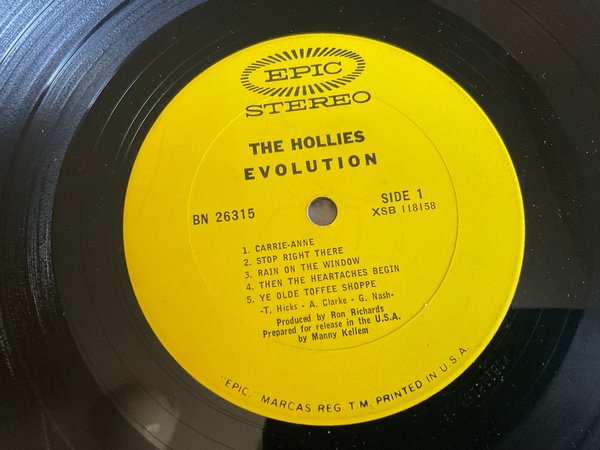 EPIC
STEREO
THE HOLLIES
EVOLUTION
BN 26315
SIDE 1
XSB 118158
1. CARRIE-ANNE
2. STOP RIGHT THERE
3. RAIN ON THE WINDOW
4. THEN THE HEARTACHES BEGIN
5. YE OLDE TOFFEE SHOPPE
-T. Hicks - A. Clarke - G. Nash-
Produced by Ron Richards
Prepared for release in the U.S.A.
by Manny Kellem
"EPIC," MARCAS REG. T.M. PRINTED IN U.S.A.